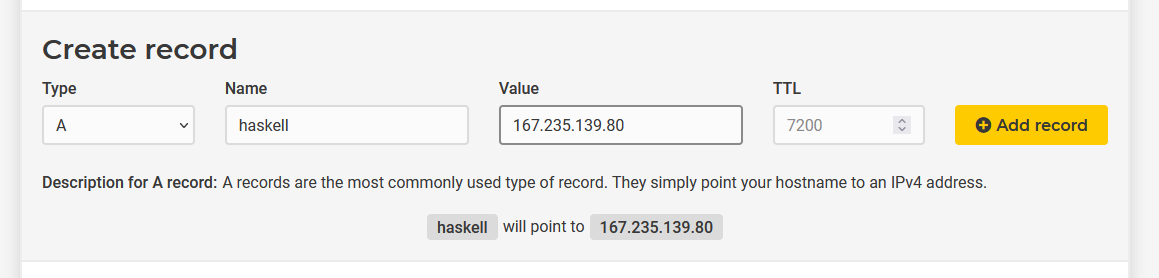 Create record
Type Name Value TTL
A haskell 167.235.139.80 7200 Add record
Description for A record: A records are the most commonly used type of record. They simply point your hostname to an IPv4 address.
haskell will point to 167.235.139.80